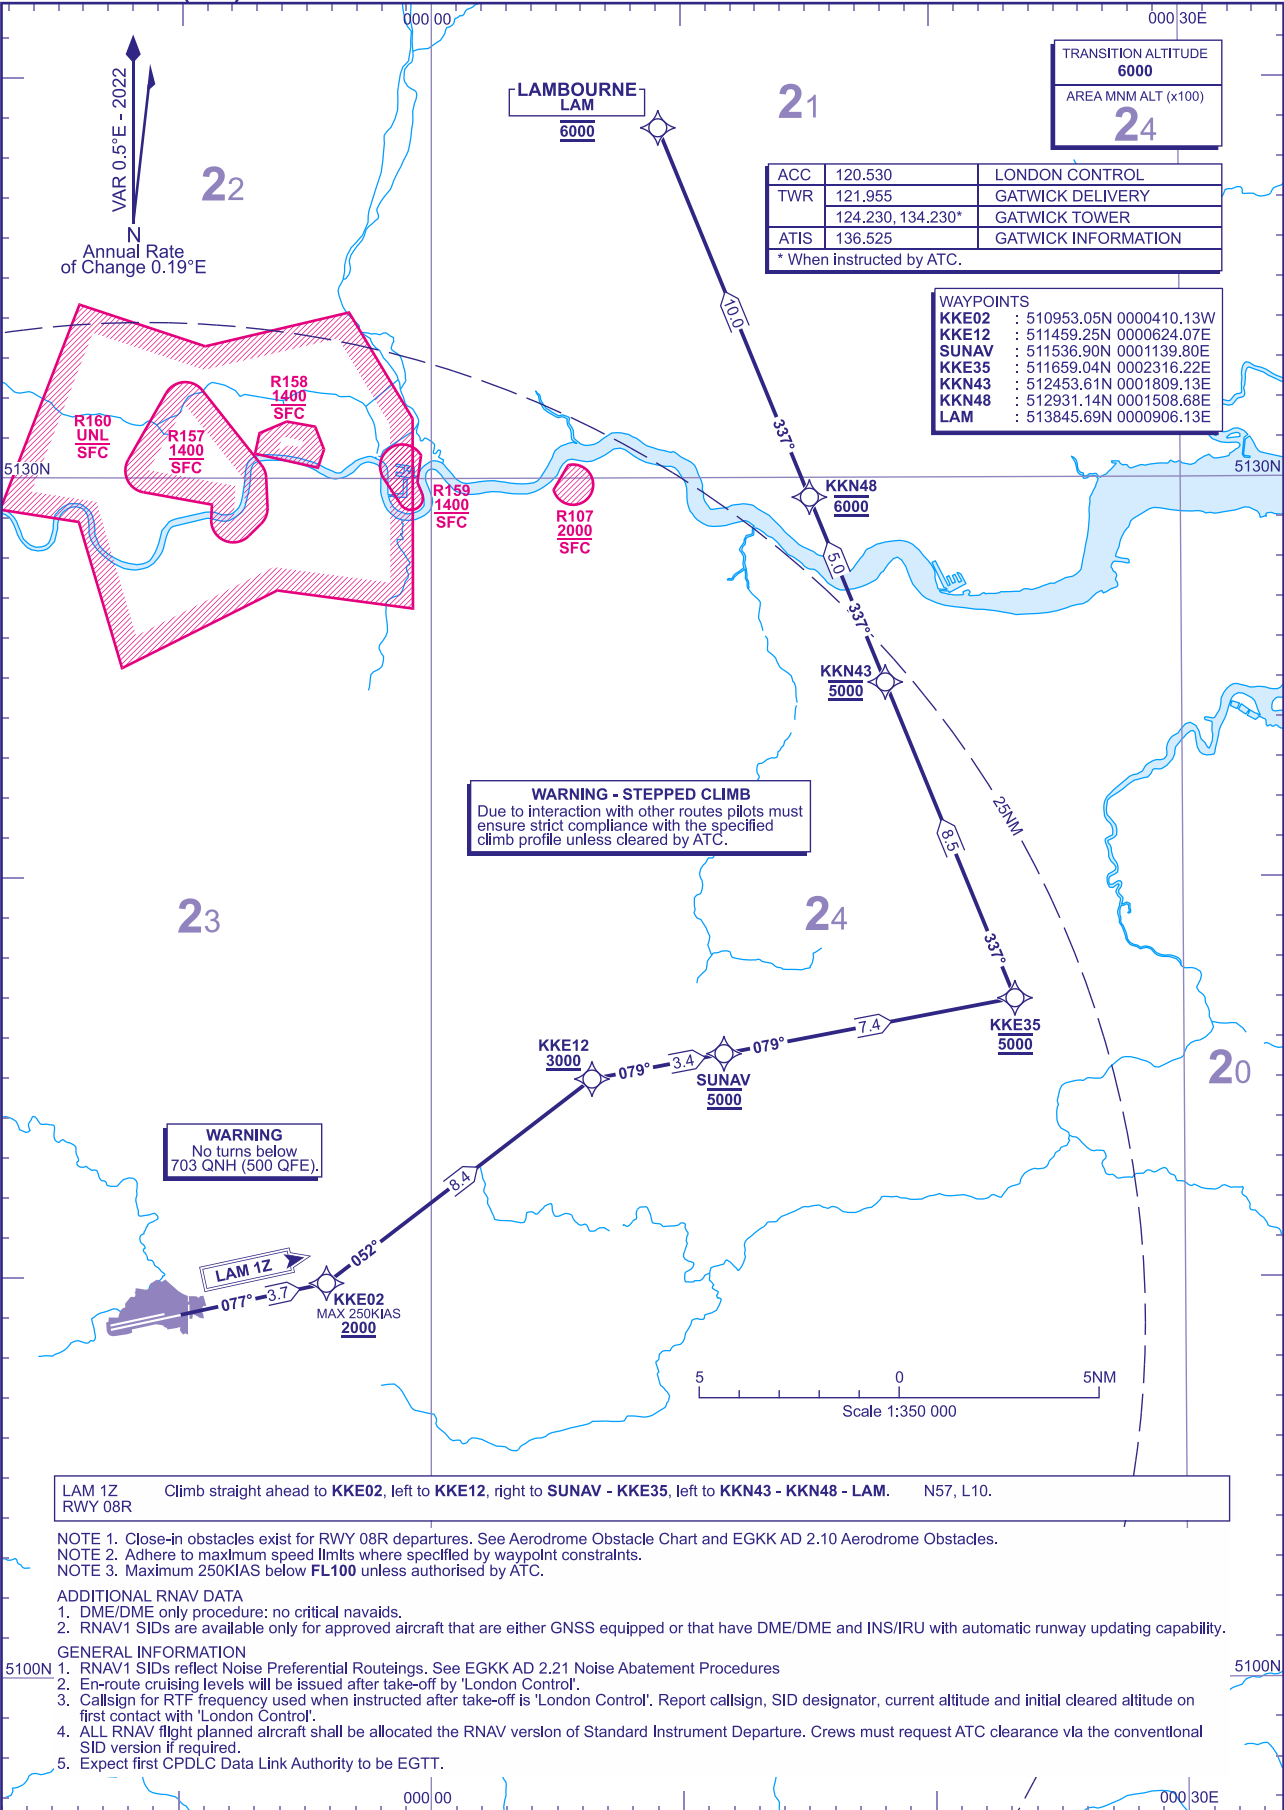 000 00
000 30E
VAR 0.5°E - 2022
N
Annual Rate
of Change 0.19°E
22
21
LAMBOURNE
LAM
6000
TRANSITION ALTITUDE
6000
AREA MNM ALT (x100)
24
ACC 120.530 LONDON CONTROL
TWR 121.955 GATWICK DELIVERY
124.230, 134.230* GATWICK TOWER
ATIS 136.525 GATWICK INFORMATION
* When instructed by ATC.
WAYPOINTS
KKE02 : 510953.05N 0000410.13W
KKE12 : 511459.25N 0000624.07E
SUNAV : 511536.90N 0001139.80E
KKE35 : 511659.04N 0002316.22E
KKN43 : 512453.61N 0001809.13E
KKN48 : 512931.14N 0001508.68E
LAM : 513845.69N 0000906.13E
10.0
337°
R160
UNL
SFC
R157
1400
SFC
R158
1400
SFC
R159
1400
SFC
R107
2000
SFC
5130N
5130N
KKN48
6000
5.0
337°
KKN43
5000
25NM
WARNING - STEPPED CLIMB
Due to interaction with other routes pilots must
ensure strict compliance with the specified
climb profile unless cleared by ATC.
8.5
337°
23
24
KKE35
5000
7.4
079°
SUNAV
5000
3.4
079°
KKE12
3000
20
WARNING
No turns below
703 QNH (500 QFE).
8.4
052°
LAM 1Z
077°
3.7
KKE02
MAX 250KIAS
2000
5 0 5NM
Scale 1:350 000
LAM 1Z Climb straight ahead to KKE02, left to KKE12, right to SUNAV - KKE35, left to KKN43 - KKN48 - LAM. N57, L10.
RWY 08R
NOTE 1. Close-in obstacles exist for RWY 08R departures. See Aerodrome Obstacle Chart and EGKK AD 2.10 Aerodrome Obstacles.
NOTE 2. Adhere to maximum speed limits where specified by waypoint constraints.
NOTE 3. Maximum 250KIAS below FL100 unless authorised by ATC.
ADDITIONAL RNAV DATA
1. DME/DME only procedure: no critical navaids.
2. RNAV1 SIDs are available only for approved aircraft that are either GNSS equipped or that have DME/DME and INS/IRU with automatic runway updating capability.
GENERAL INFORMATION
5100N
5100N
1. RNAV1 SIDs reflect Noise Preferential Routeings. See EGKK AD 2.21 Noise Abatement Procedures
2. En-route cruising levels will be issued after take-off by 'London Control'.
3. Callsign for RTF frequency used when instructed after take-off is 'London Control'. Report callsign, SID designator, current altitude and initial cleared altitude on
first contact with 'London Control'.
4. ALL RNAV flight planned aircraft shall be allocated the RNAV version of Standard Instrument Departure. Crews must request ATC clearance via the conventional
SID version if required.
5. Expect first CPDLC Data Link Authority to be EGTT.
000 00
000 30E